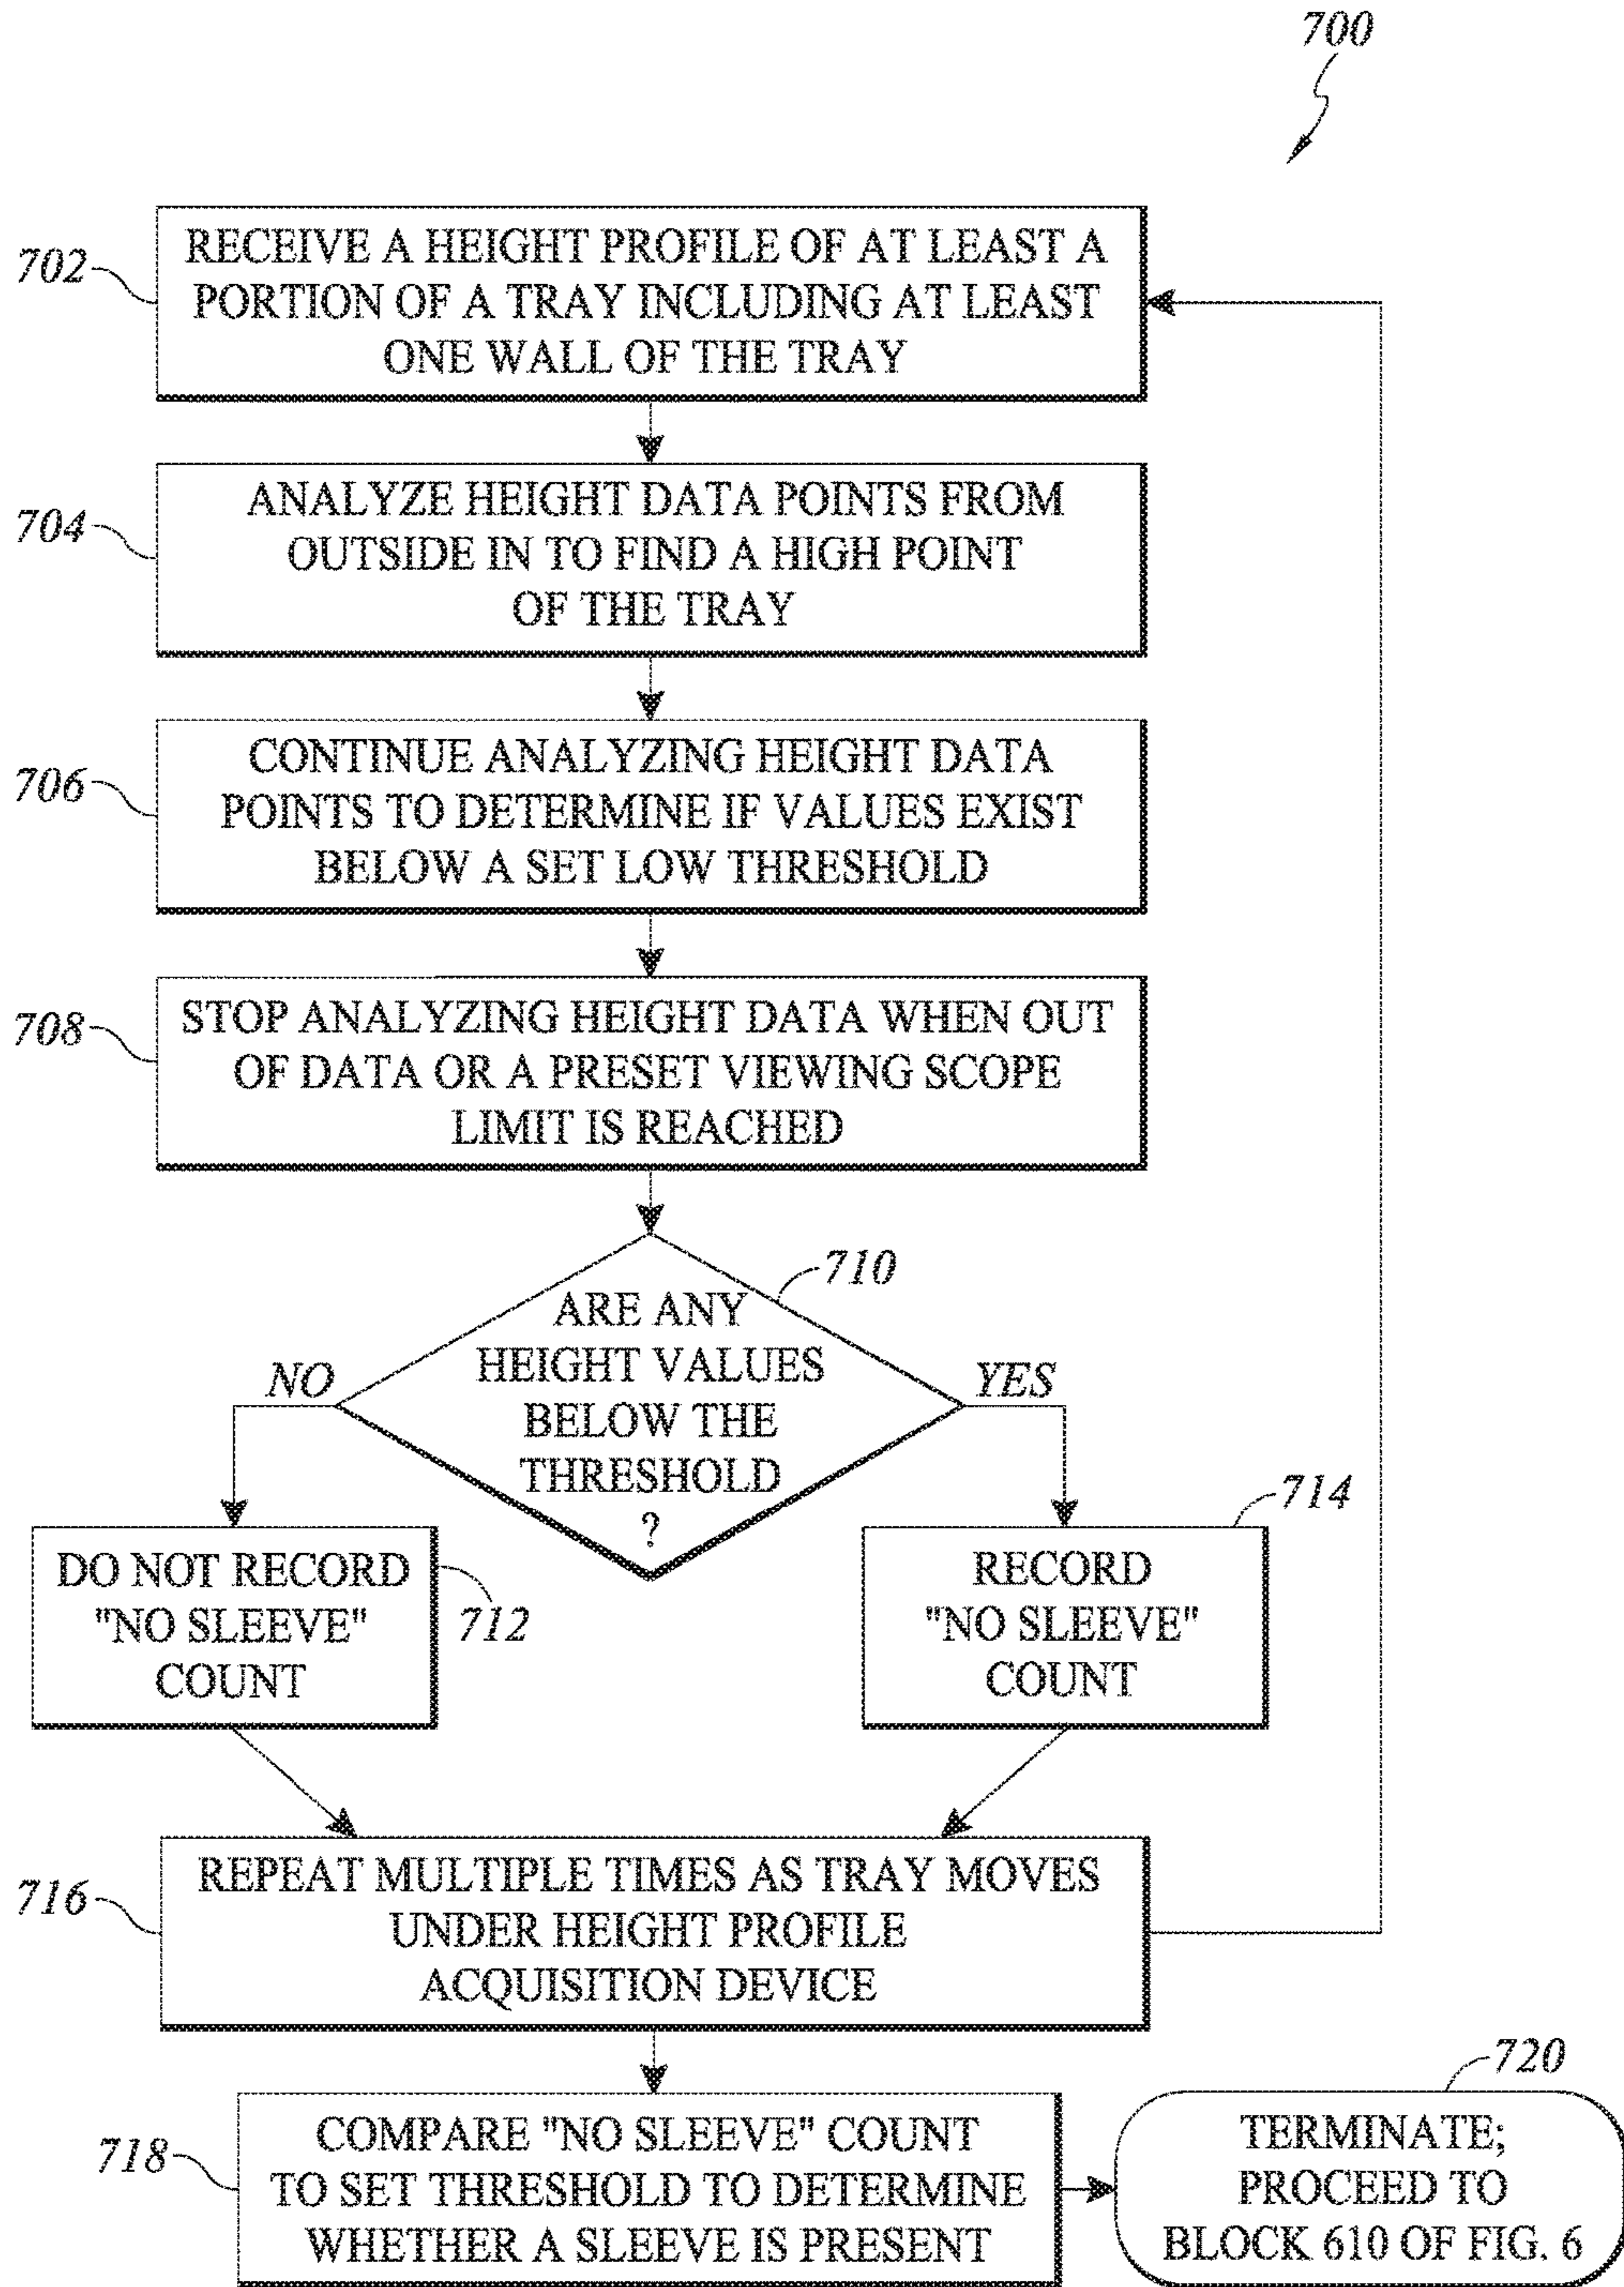 700
702
RECEIVE A HEIGHT PROFILE OF AT LEAST A
PORTION OF A TRAY INCLUDING AT LEAST
ONE WALL OF THE TRAY
704
ANALYZE HEIGHT DATA POINTS FROM
OUTSIDE IN TO FIND A HIGH POINT
OF THE TRAY
706
CONTINUE ANALYZING HEIGHT DATA
POINTS TO DETERMINE IF VALUES EXIST
BELOW A SET LOW THRESHOLD
708
STOP ANALYZING HEIGHT DATA WHEN OUT
OF DATA OR A PRESET VIEWING SCOPE
LIMIT IS REACHED
710
ARE ANY
HEIGHT VALUES
BELOW THE
THRESHOLD
?
NO
YES
DO NOT RECORD
"NO SLEEVE"
COUNT
712
714
RECORD
"NO SLEEVE"
COUNT
716
REPEAT MULTIPLE TIMES AS TRAY MOVES
UNDER HEIGHT PROFILE
ACQUISITION DEVICE
718
COMPARE "NO SLEEVE" COUNT
TO SET THRESHOLD TO DETERMINE
WHETHER A SLEEVE IS PRESENT
720
TERMINATE;
PROCEED TO
BLOCK 610 OF FIG. 6